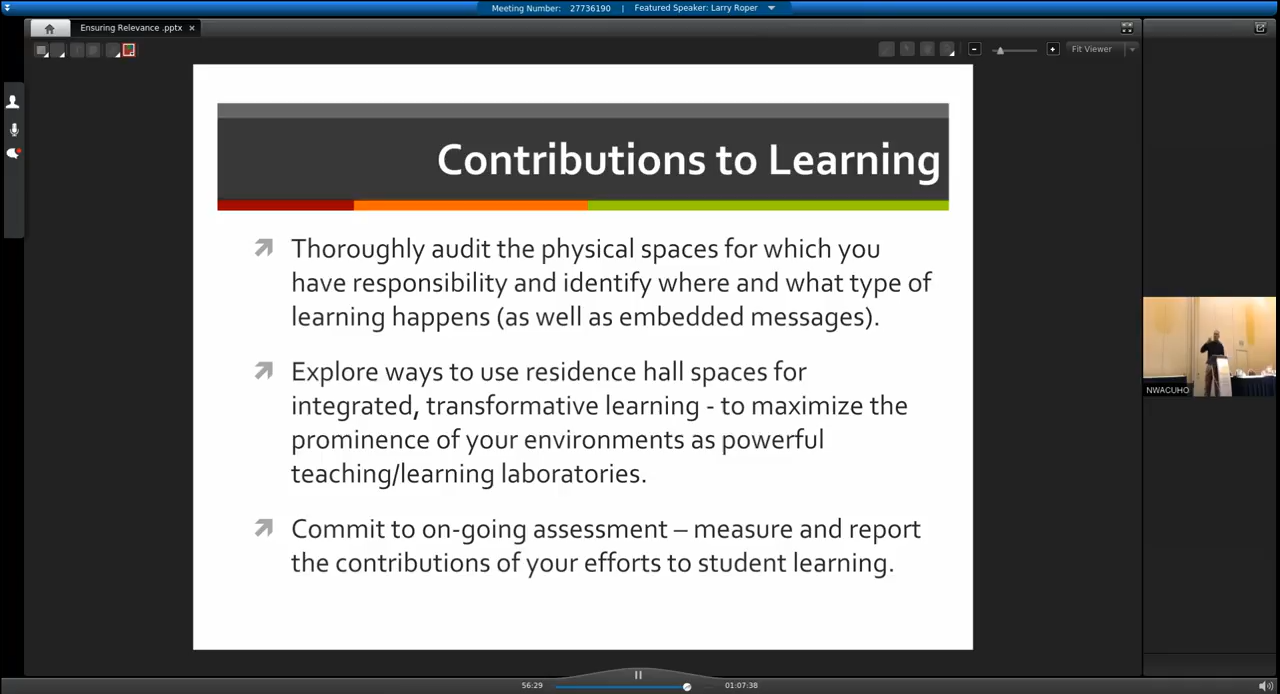 Meeting Number: 27736190 | Featured Speaker: Larry Roper
Ensuring Relevance .pptx ×
Fit Viewer
Contributions to Learning
Thoroughly audit the physical spaces for which you
have responsibility and identify where and what type of
learning happens (as well as embedded messages).
Explore ways to use residence hall spaces for
integrated, transformative learning - to maximize the
prominence of your environments as powerful
teaching/learning laboratories.
Commit to on-going assessment – measure and report
the contributions of your efforts to student learning.
NWACUHO
56:29
01:07:38